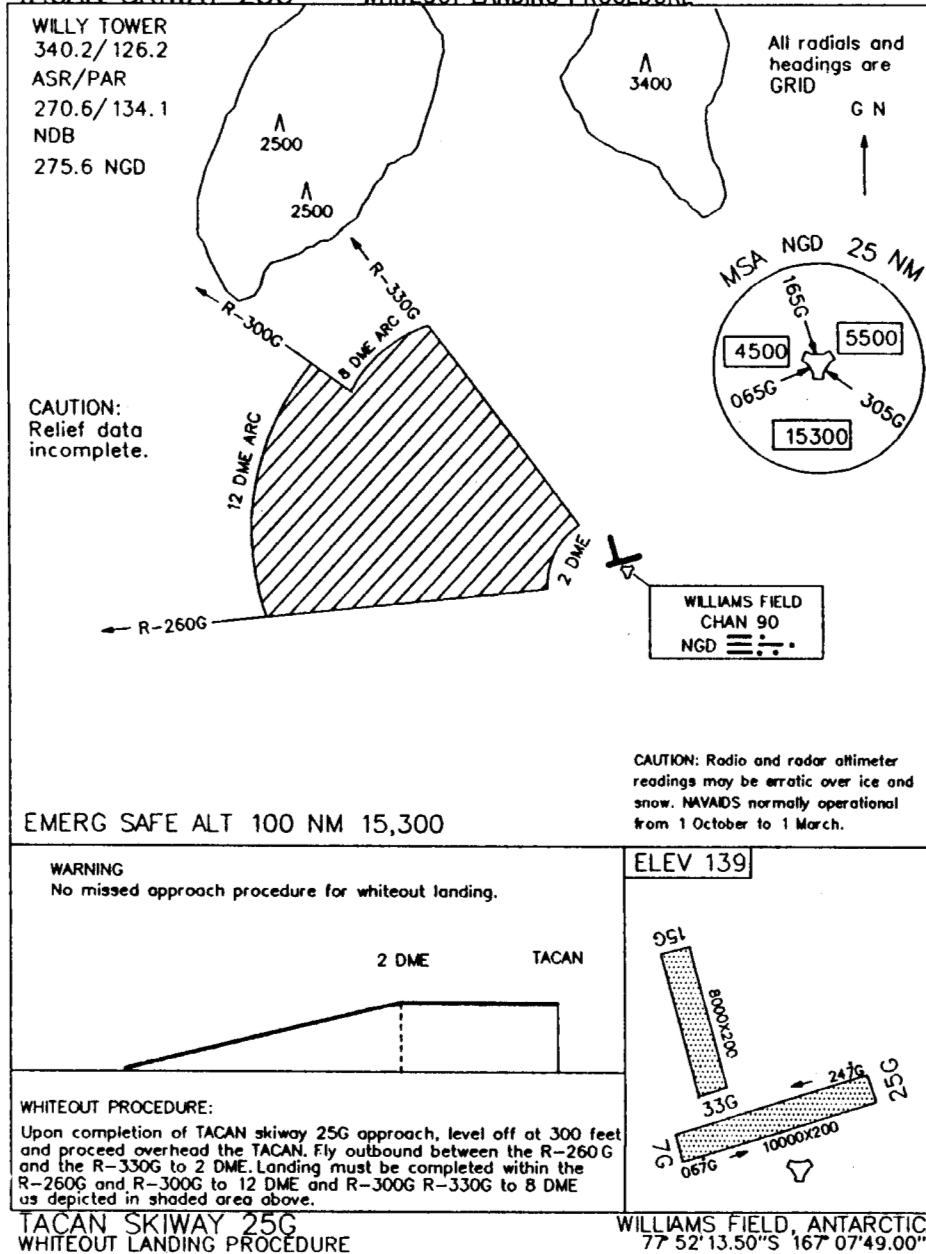 WHITEOUT LANDING PROCEDURE
WILLY TOWER
340.2/126.2
ASR/PAR
270.6/134.1
NDB
275.6 NGD
2500
2500
3400
All radials and
headings are
GRID
G N
MSA NGD 25 NM
165G
4500
5500
065G
305G
15300
R-300G
R-330G
8 DME ARC
12 DME ARC
CAUTION:
Relief data
incomplete.
2 DME
R-260G
WILLIAMS FIELD
CHAN 90
NGD
CAUTION: Radio and radar altimeter
readings may be erratic over ice and
snow. NAVAIDS normally operational
from 1 October to 1 March.
EMERG SAFE ALT 100 NM 15,300
WARNING
No missed approach procedure for whiteout landing.
2 DME TACAN
WHITEOUT PROCEDURE:
Upon completion of TACAN skiway 25G approach, level off at 300 feet
and proceed overhead the TACAN. Fly outbound between the R-260G
and the R-330G to 2 DME. Landing must be completed within the
R-260G and R-300G to 12 DME and R-300G R-330G to 8 DME
as depicted in shaded area above.
ELEV 139
15G
8000X200
33G
247G
25G
7G
067G
10000X200
TACAN SKIWAY 25G
WHITEOUT LANDING PROCEDURE
WILLIAMS FIELD, ANTARCTIC
77° 52'13.50"S 167° 07'49.00"